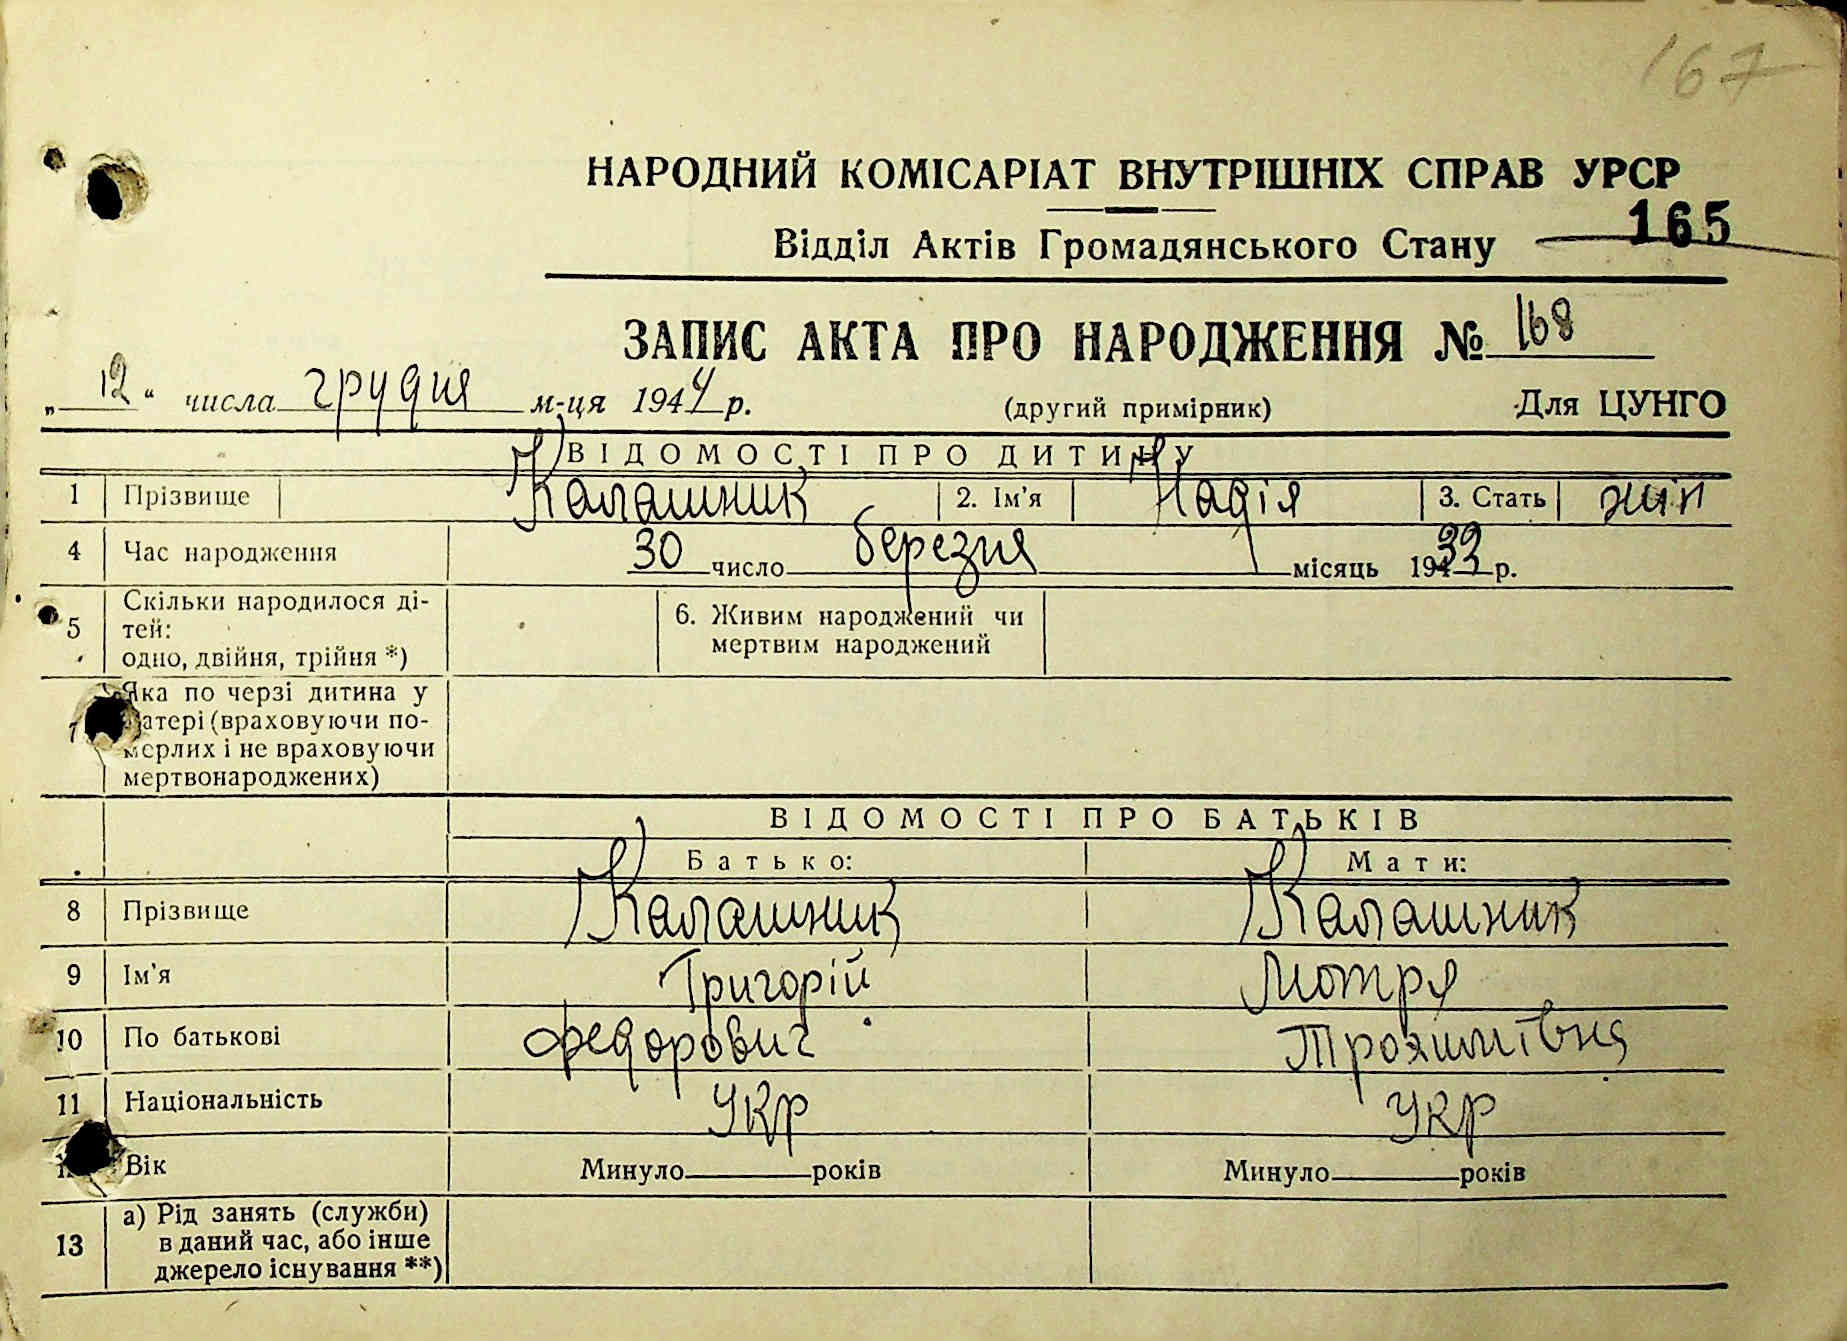 167
НАРОДНИЙ КОМІСАРІАТ ВНУТРІШНІХ СПРАВ УРСР
Відділ Актів Громадянського Стану 165
ЗАПИС АКТА ПРО НАРОДЖЕННЯ № 168
„ 12 “ числа грудня м-ця 1944 р. (другий примірник) Для ЦУНГО
ВІДОМОСТІ ПРО ДИТИНУ
1 Прізвище Калашник 2. Ім'я Надія 3. Стать жін
4 Час народження 30 число березня місяць 1939 р.
5 Скільки народилося ді-
тей:
одно, двійня, трійня *)
6. Живим народжений чи
мертвим народжений
7 Яка по черзі дитина у
матері (враховуючи по-
мерлих і не враховуючи
мертвонароджених)
ВІДОМОСТІ ПРО БАТЬКІВ
Батько: Мати:
8 Прізвище Калашник Калашник
9 Ім'я Григорій Мотря
10 По батькові Федорович Трохимівна
11 Національність Укр Укр
Вік Минуло років Минуло років
13 а) Рід занять (служби)
в даний час, або інше
джерело існування **)